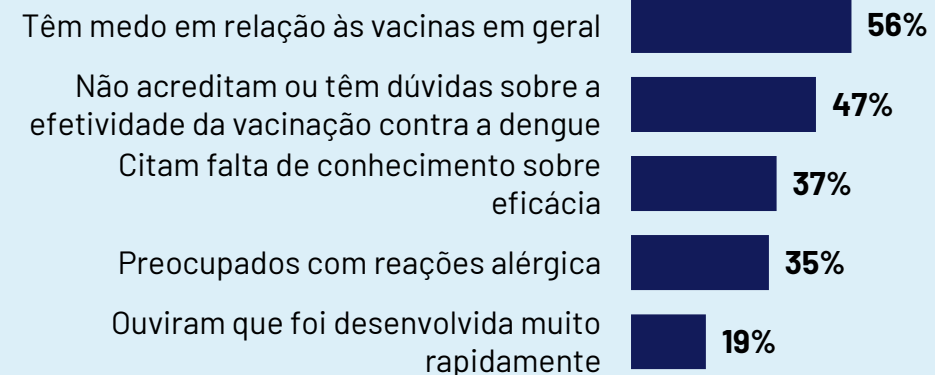 Têm medo em relação às vacinas em geral
56%
Não acreditam ou têm dúvidas sobre a
efetividade da vacinação contra a dengue
47%
Citam falta de conhecimento sobre
eficácia
37%
Preocupados com reações alérgica
35%
Ouviram que foi desenvolvida muito
rapidamente
19%